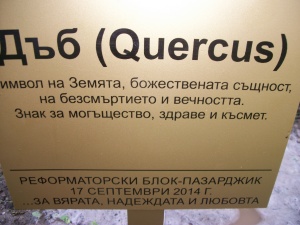 Дъб (Quercus)
имвол на Земята, божествената същност,
на безсмъртието и вечността.
Знак за могъщество, здраве и късмет.
РЕФОРМАТОРСКИ БЛОК-ПАЗАРДЖИК
17 СЕПТЕМВРИ 2014 Г.
...ЗА ВЯРАТА, НАДЕЖДАТА И ЛЮБОВТА